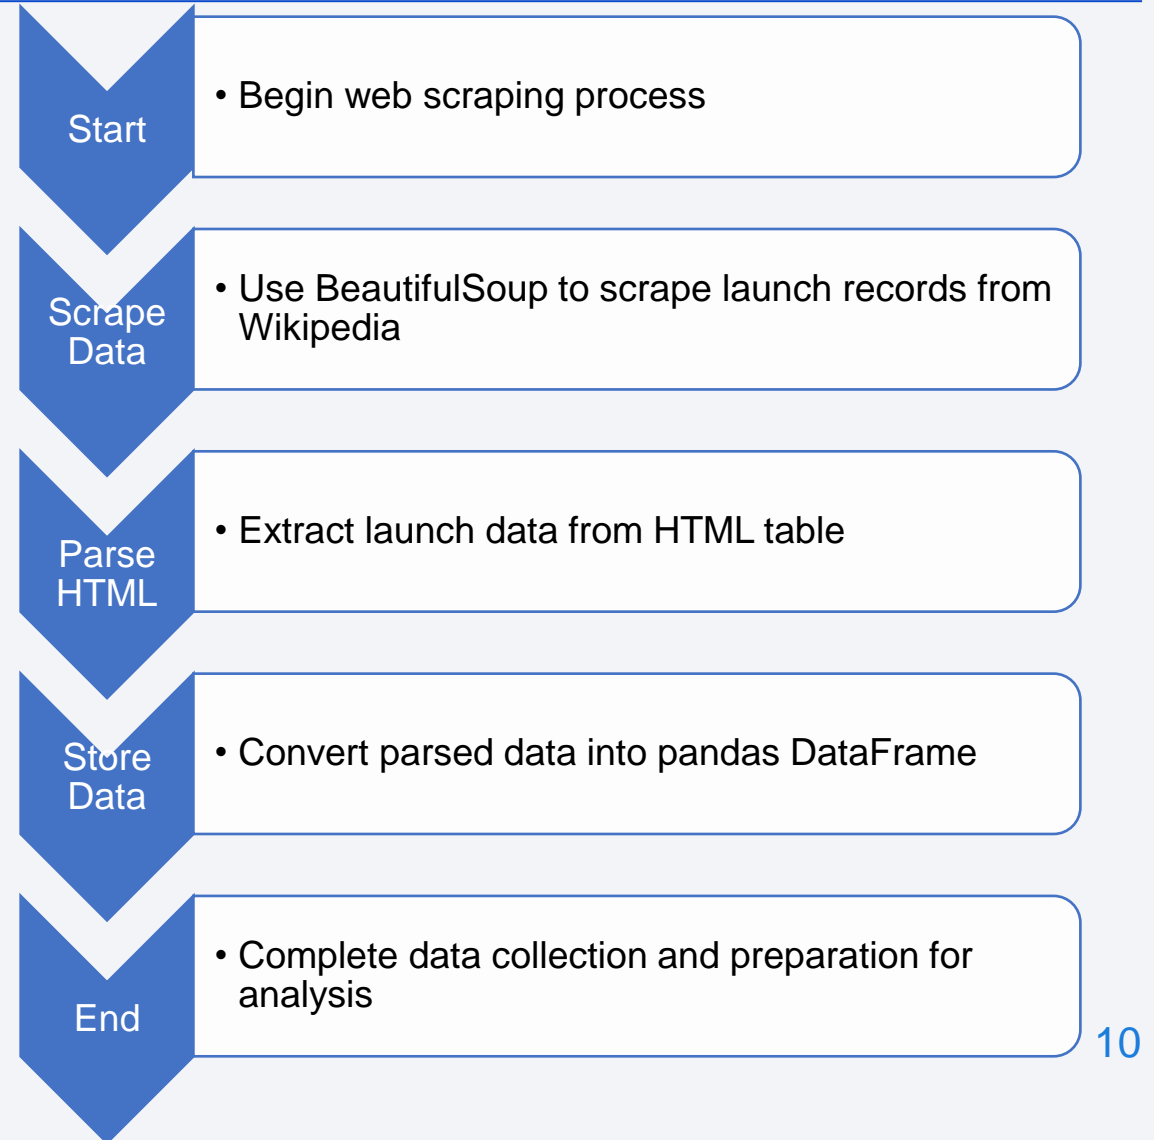 Start
• Begin web scraping process
Scrape
Data
• Use BeautifulSoup to scrape launch records from
Wikipedia
Parse
HTML
• Extract launch data from HTML table
Store
Data
• Convert parsed data into pandas DataFrame
End
• Complete data collection and preparation for
analysis
10